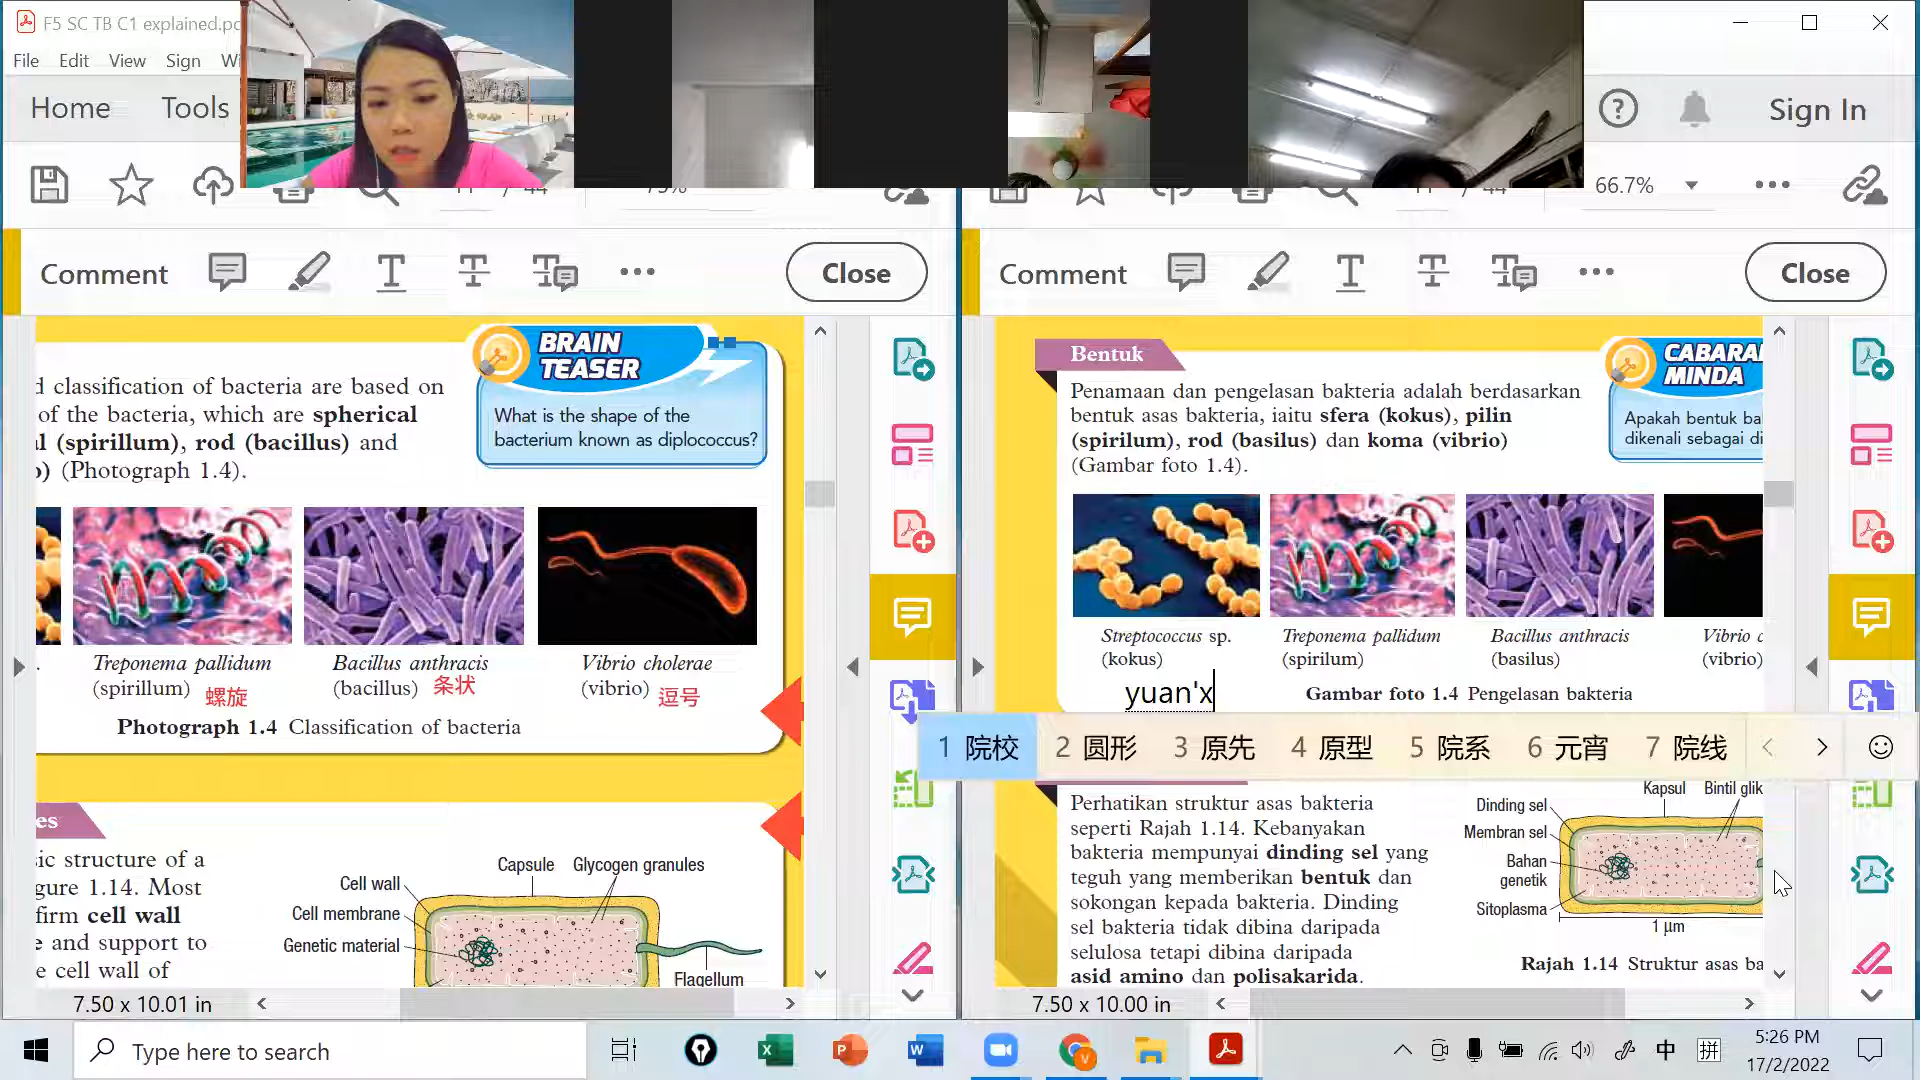 F5 SC TB C1 explained.pc
File Edit View Sign Wi
Home Tools
Sign In
66.7%
Comment
Close
Comment
Close
BRAIN
TEASER
What is the shape of the
bacterium known as diplococcus?
d classification of bacteria are based on
of the bacteria, which are spherical
al (spirillum), rod (bacillus) and
o) (Photograph 1.4).
Treponema pallidum
(spirillum) 螺旋
Bacillus anthracis
(bacillus) 条状
Vibrio cholerae
(vibrio) 逗号
Photograph 1.4 Classification of bacteria
es
sic structure of a
gure 1.14. Most
firm cell wall
e and support to
e cell wall of
Capsule Glycogen granules
Cell wall
Cell membrane
Genetic material
Flagellum
7.50 x 10.01 in
Bentuk
CABARAN
MINDA
Apakah bentuk ba
dikenali sebagai di
Penamaan dan pengelasan bakteria adalah berdasarkan
bentuk asas bakteria, iaitu sfera (kokus), pilin
(spirilum), rod (basilus) dan koma (vibrio)
(Gambar foto 1.4).
Streptococcus sp.
(kokus)
Treponema pallidum
(spirilum)
Bacillus anthracis
(basilus)
Vibrio c
(vibrio)
yuan'x
Gambar foto 1.4 Pengelasan bakteria
1 院校 2 圆形 3 原先 4 原型 5 院系 6 元宵 7 院线
Perhatikan struktur asas bakteria
seperti Rajah 1.14. Kebanyakan
bakteria mempunyai dinding sel yang
teguh yang memberikan bentuk dan
sokongan kepada bakteria. Dinding
sel bakteria tidak dibina daripada
selulosa tetapi dibina daripada
asid amino dan polisakarida.
Kapsul Bintil glik
Dinding sel
Membran sel
Bahan
genetik
Sitoplasma
1 µm
Rajah 1.14 Struktur asas ba
7.50 x 10.00 in
Type here to search
中 拼
5:26 PM
17/2/2022